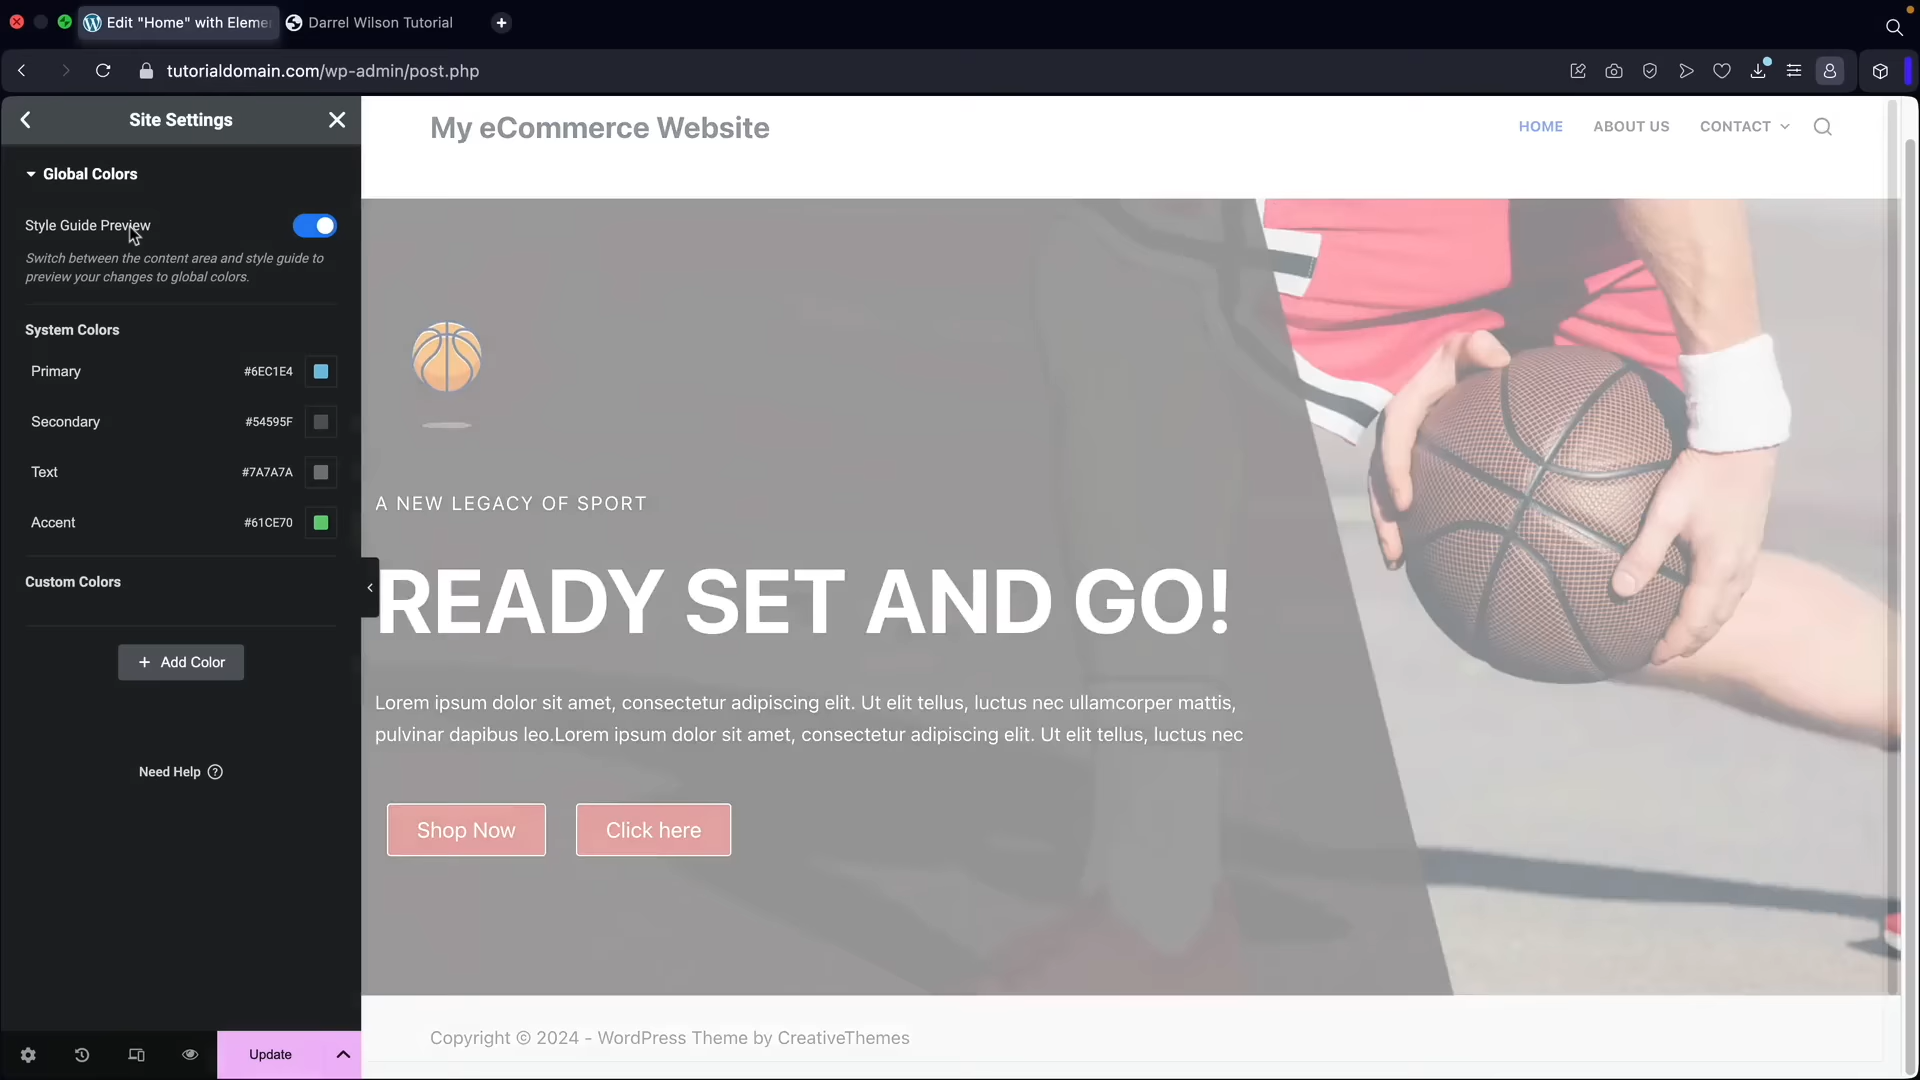 Edit "Home" with Eleme
Darrel Wilson Tutorial
tutorialdomain.com/wp-admin/post.php
Site Settings
My eCommerce Website
HOME
ABOUT US
CONTACT
Global Colors
Style Guide Preview
Switch between the content area and style guide to
preview your changes to global colors.
System Colors
Primary #6EC1E4
Secondary #54595F
Text #7A7A7A
Accent #61CE70
Custom Colors
+ Add Color
Need Help ?
Update
A NEW LEGACY OF SPORT
READY SET AND GO!
Lorem ipsum dolor sit amet, consectetur adipiscing elit. Ut elit tellus, luctus nec ullamcorper mattis,
pulvinar dapibus leo.Lorem ipsum dolor sit amet, consectetur adipiscing elit. Ut elit tellus, luctus nec
Shop Now
Click here
Copyright © 2024 - WordPress Theme by CreativeThemes